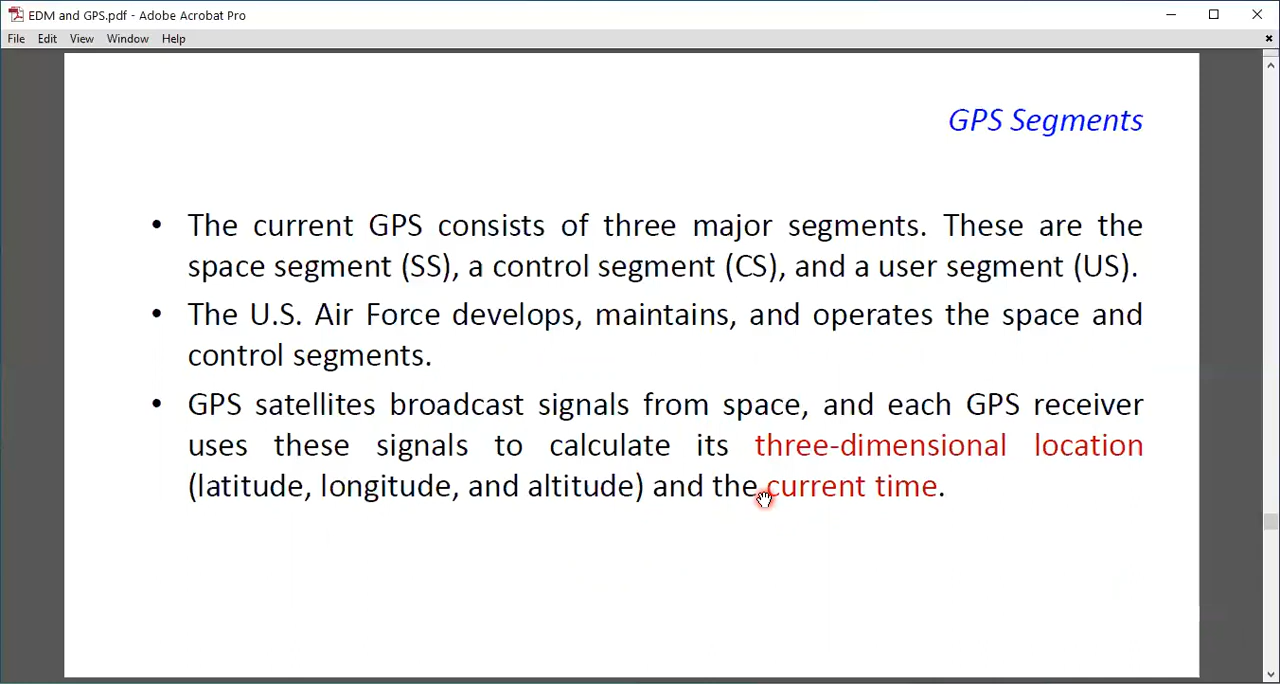 EDM and GPS.pdf - Adobe Acrobat Pro
File Edit View Window Help
GPS Segments
• The current GPS consists of three major segments. These are the
space segment (SS), a control segment (CS), and a user segment (US).
• The U.S. Air Force develops, maintains, and operates the space and
control segments.
• GPS satellites broadcast signals from space, and each GPS receiver
uses these signals to calculate its three-dimensional location
(latitude, longitude, and altitude) and the current time.